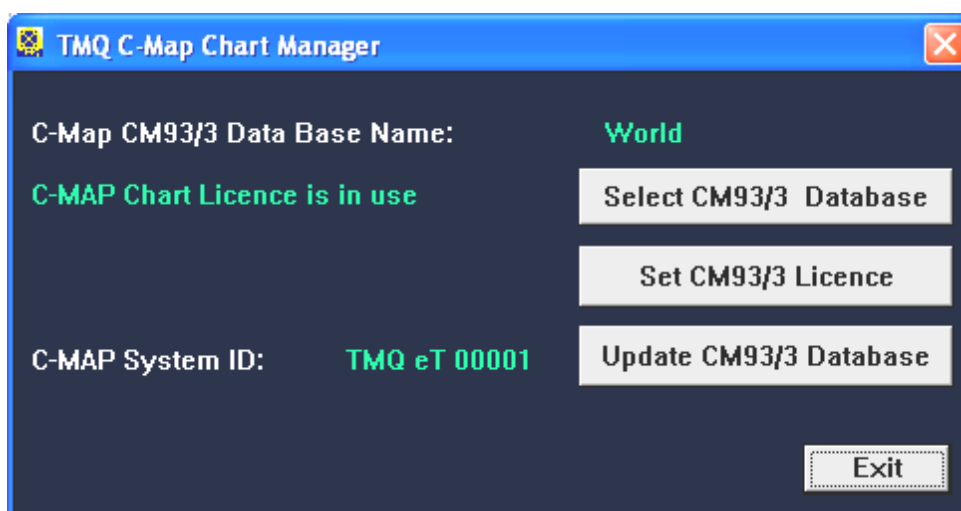 TMQ C-Map Chart Manager
C-Map CM93/3 Data Base Name: World
C-MAP Chart Licence is in use
Select CM93/3 Database
Set CM93/3 Licence
C-MAP System ID: TMQ eT 00001
Update CM93/3 Database
Exit